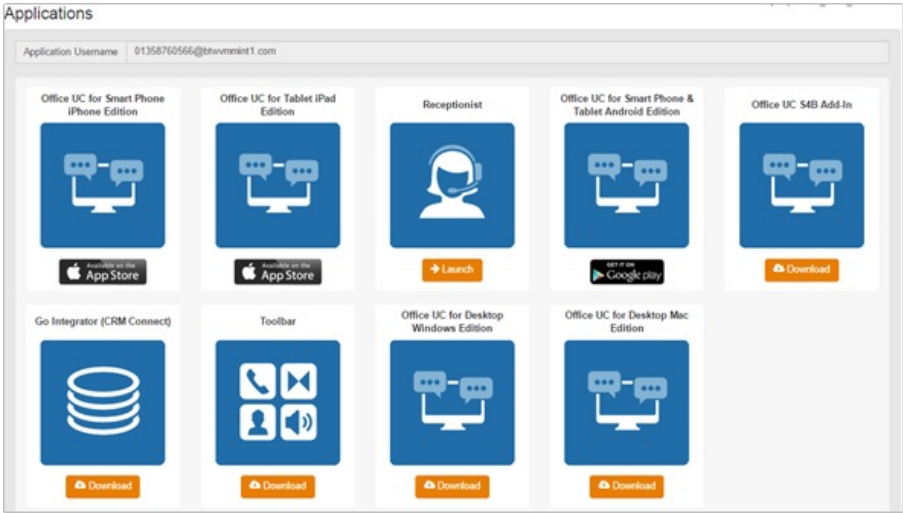 Applications
Application Username 01358760566@btwvmmint1.com
Office UC for Smart Phone
iPhone Edition
Office UC for Tablet iPad
Edition
Receptionist
Office UC for Smart Phone &
Tablet Android Edition
Office UC S4B Add-In
Available on the
App Store
Available on the
App Store
Launch
GET IT ON
Google play
Download
Go Integrator (CRM Connect)
Toolbar
Office UC for Desktop
Windows Edition
Office UC for Desktop Mac
Edition
Download
Download
Download
Download